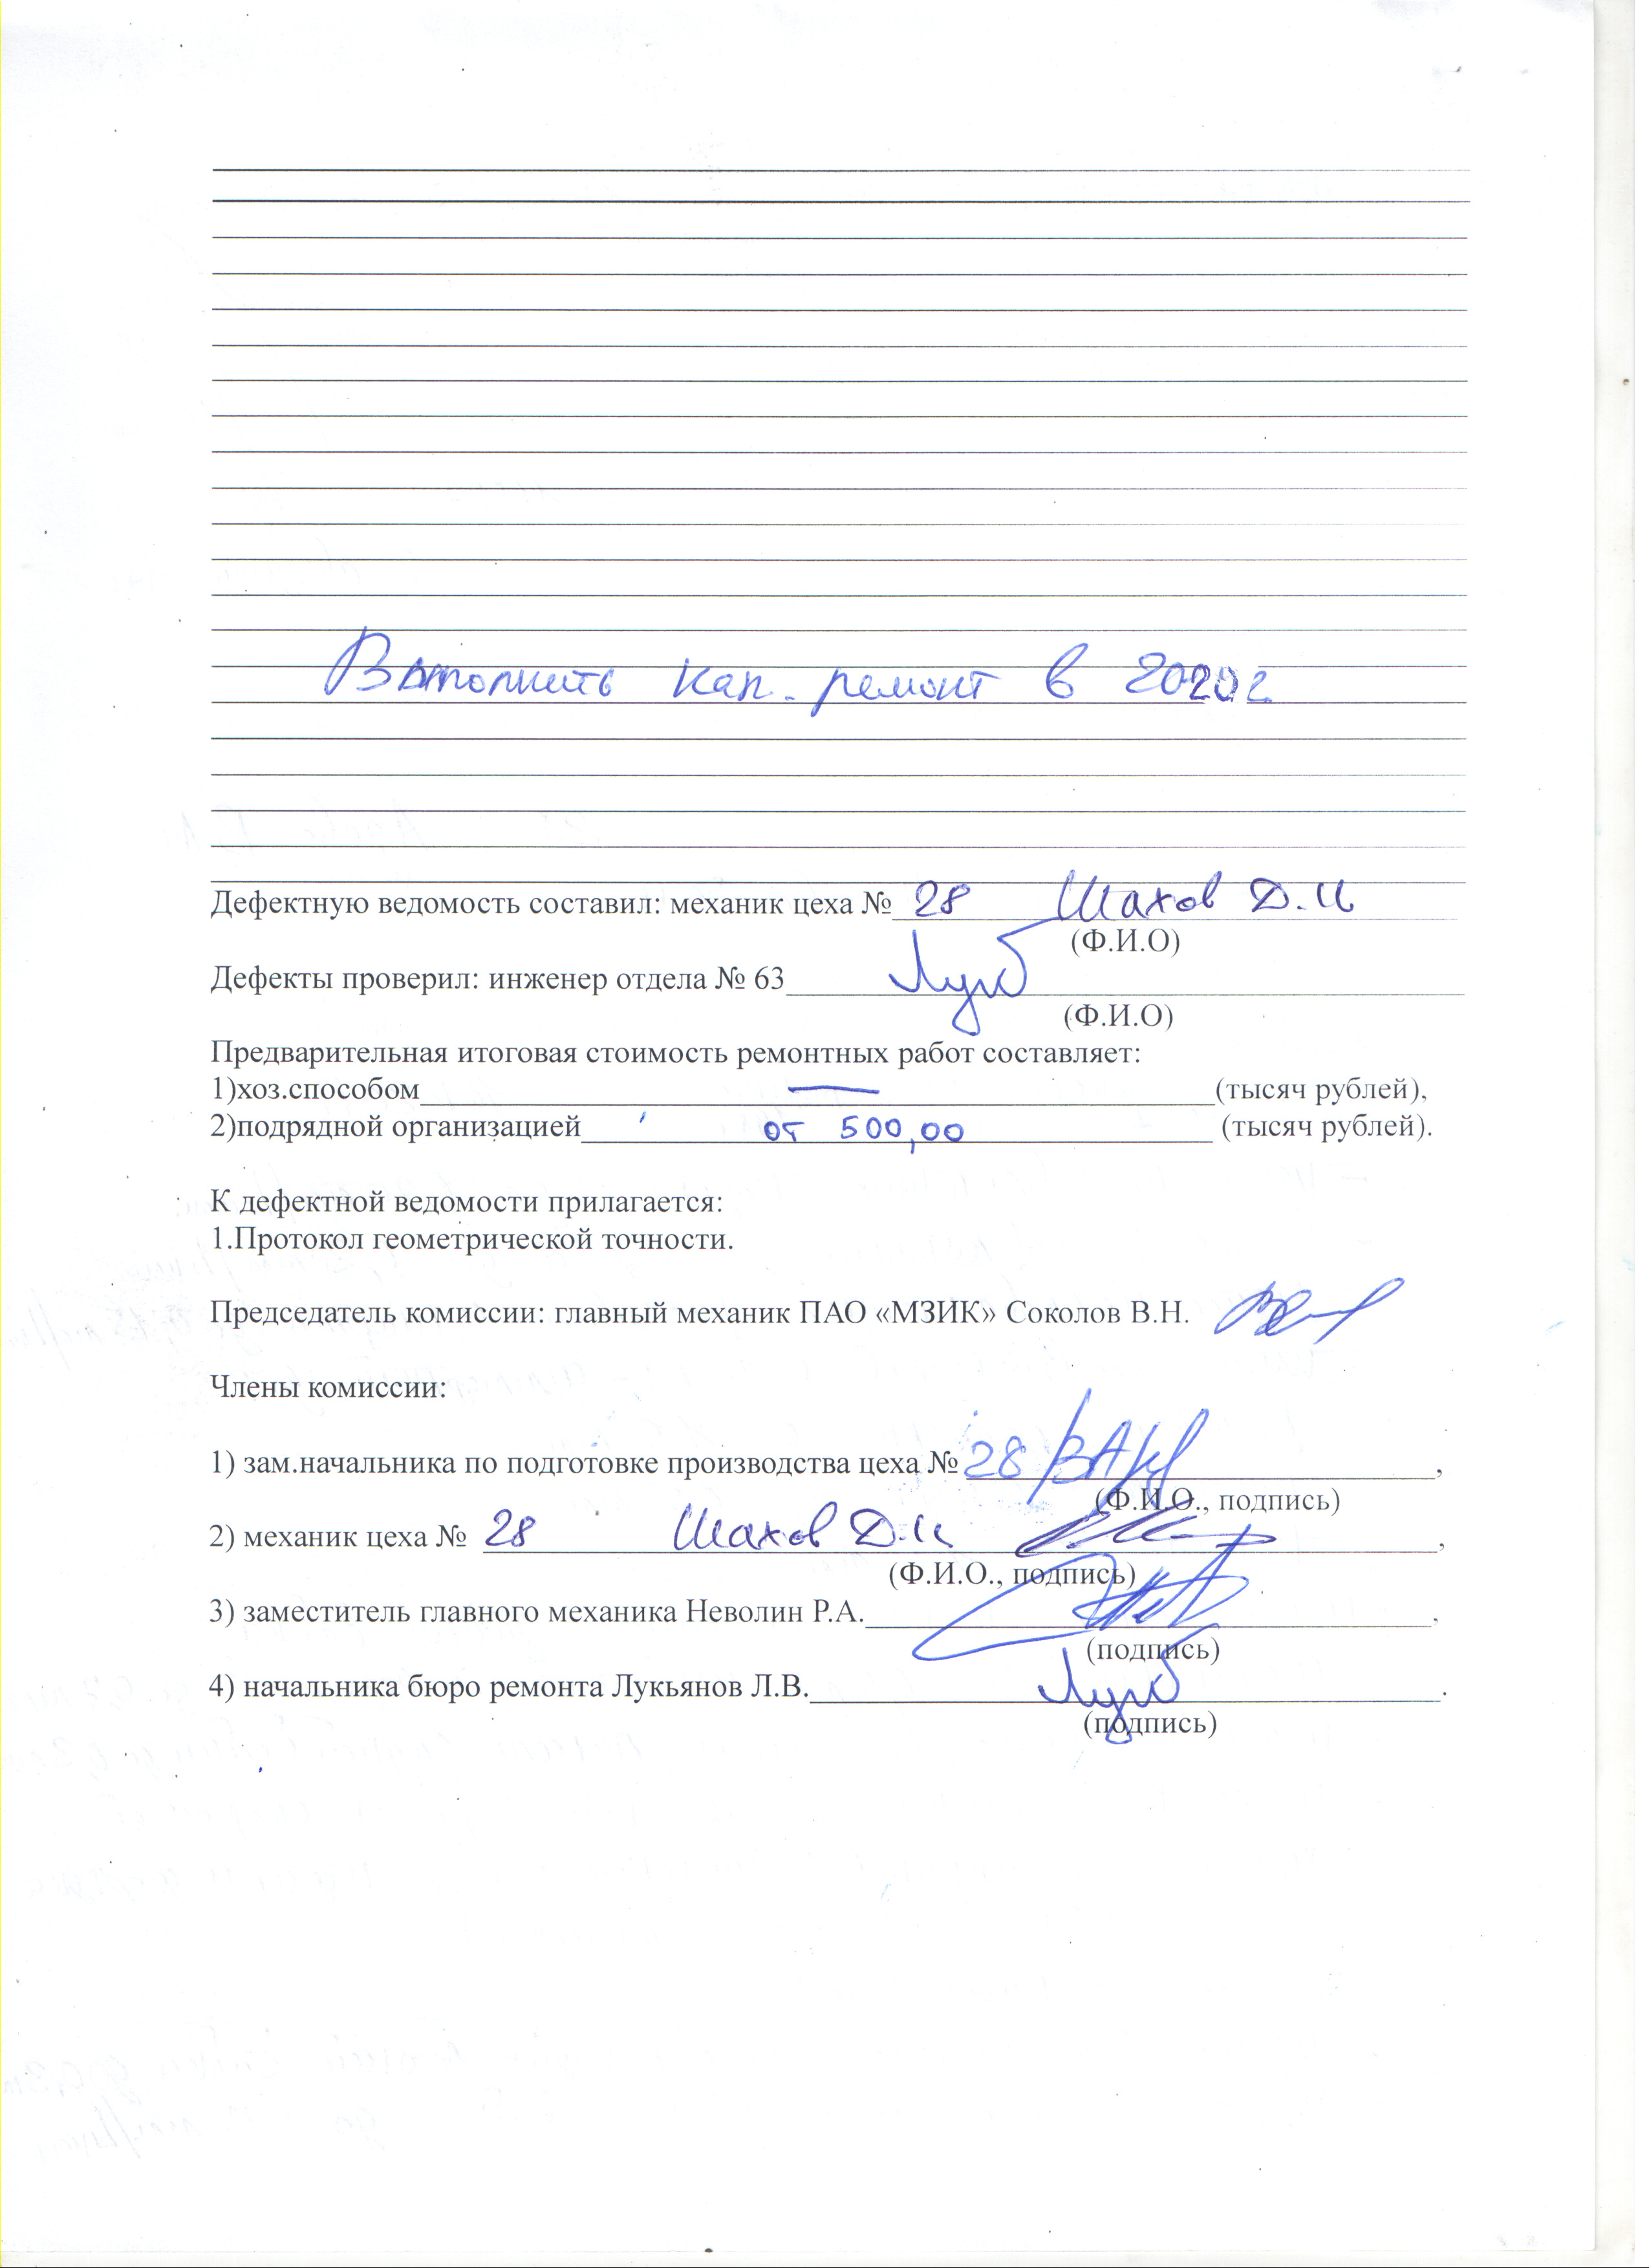 Выполнить кап. ремонт в 2020г
Дефектную ведомость составил: механик цеха № 28 Шахов Д.И
(Ф.И.О)
Дефекты проверил: инженер отдела № 63
(Ф.И.О)
Предварительная итоговая стоимость ремонтных работ составляет:
1)хоз.способом — (тысяч рублей),
2)подрядной организацией от 500,00 (тысяч рублей).
К дефектной ведомости прилагается:
1.Протокол геометрической точности.
Председатель комиссии: главный механик ПАО «МЗИК» Соколов В.Н.
Члены комиссии:
1) зам.начальника по подготовке производства цеха № 28 ,
(Ф.И.О., подпись)
2) механик цеха № 28 Шахов Д.И ,
(Ф.И.О., подпись)
3) заместитель главного механика Неволин Р.А. ,
(подпись)
4) начальника бюро ремонта Лукьянов Л.В. .
(подпись)